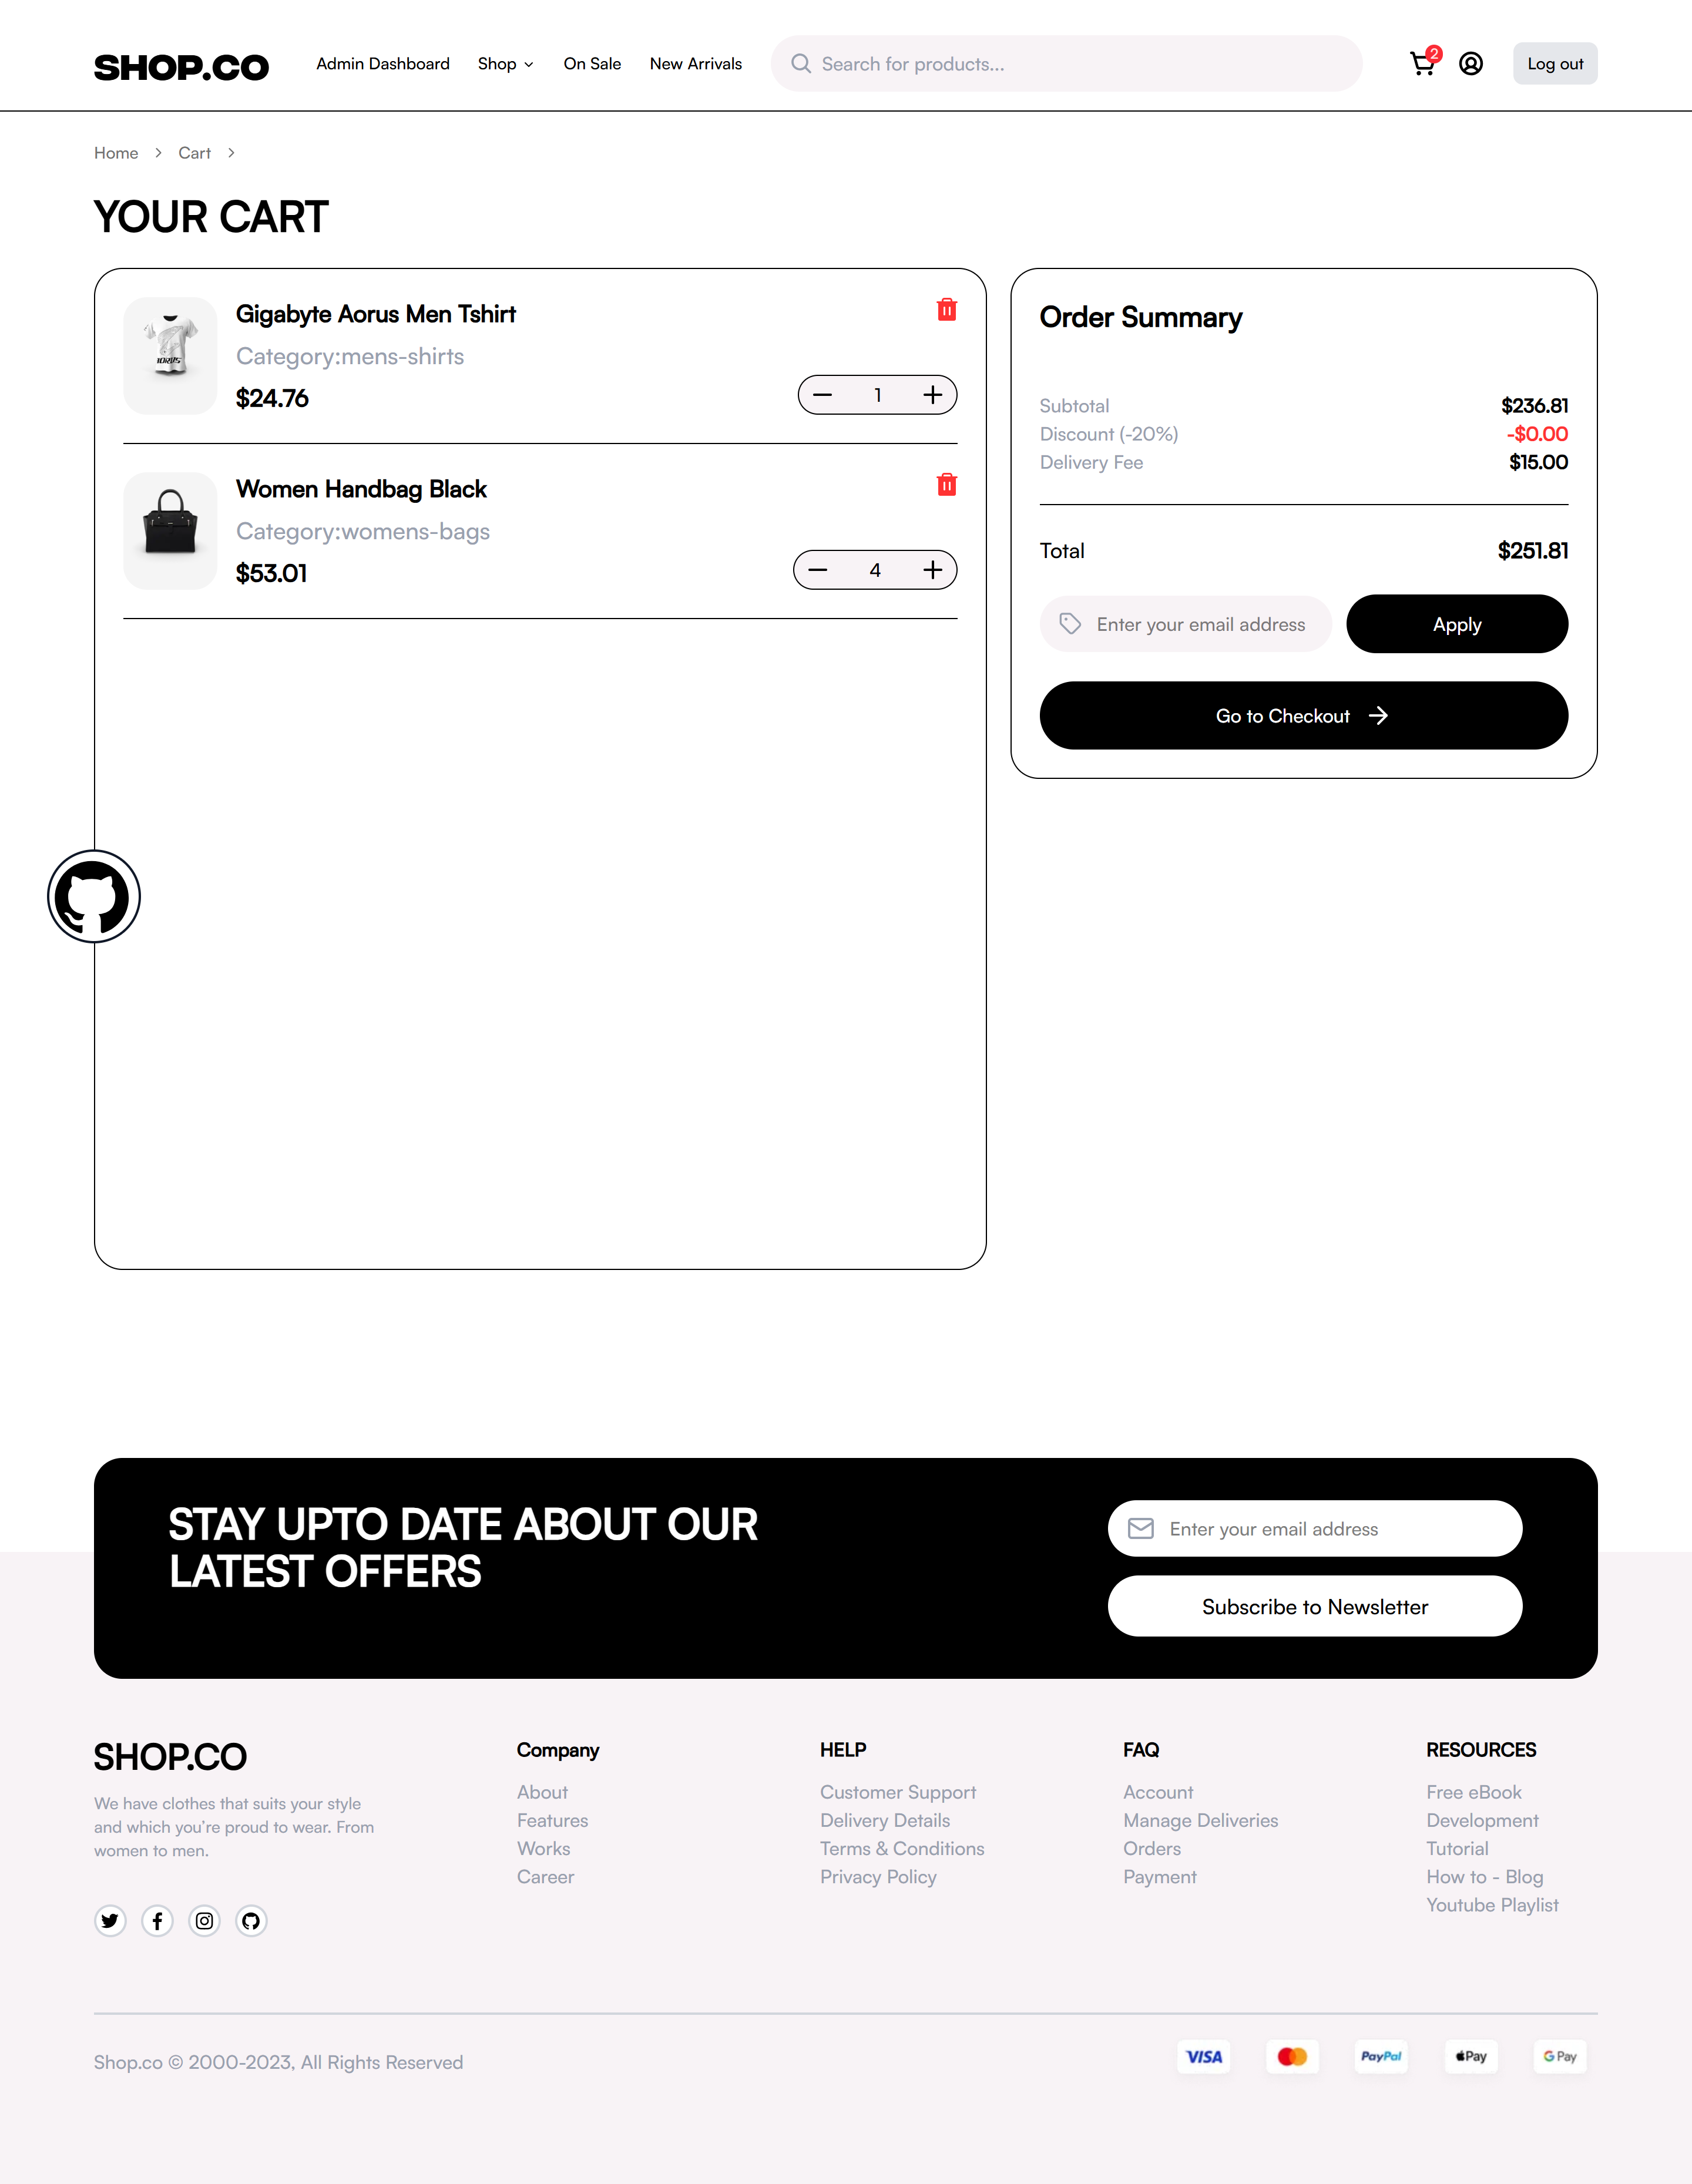 SHOP.CO
Admin Dashboard
Shop
On Sale
New Arrivals
Search for products...
2
Log out
Home
Cart
YOUR CART
Gigabyte Aorus Men Tshirt
Category:mens-shirts
$24.76
1
Women Handbag Black
Category:womens-bags
$53.01
4
Order Summary
Subtotal $236.81
Discount (-20%) -$0.00
Delivery Fee $15.00
Total $251.81
Enter your email address
Apply
Go to Checkout
STAY UPTO DATE ABOUT OUR
LATEST OFFERS
Enter your email address
Subscribe to Newsletter
SHOP.CO
We have clothes that suits your style
and which you're proud to wear. From
women to men.
Company
About
Features
Works
Career
HELP
Customer Support
Delivery Details
Terms & Conditions
Privacy Policy
FAQ
Account
Manage Deliveries
Orders
Payment
RESOURCES
Free eBook
Development
Tutorial
How to - Blog
Youtube Playlist
Shop.co © 2000-2023, All Rights Reserved
VISA
PayPal
Pay
G Pay